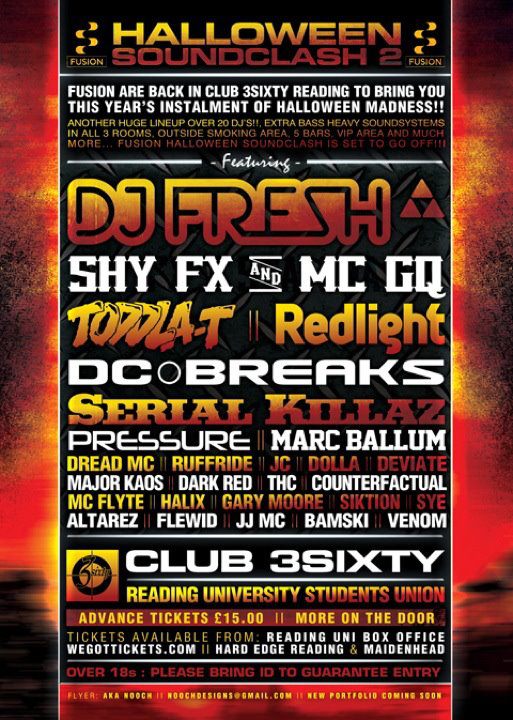 HALLOWEEN
SOUNDCLASH 2
FUSION
FUSION
FUSION ARE BACK IN CLUB 3SIXTY READING TO BRING YOU
THIS YEAR'S INSTALMENT OF HALLOWEEN MADNESS!!
ANOTHER HUGE LINEUP OVER 20 DJ'S!!, EXTRA BASS HEAVY SOUNDSYSTEMS
IN ALL 3 ROOMS, OUTSIDE SMOKING AREA, 5 BARS, VIP AREA AND MUCH
MORE... FUSION HALLOWEEN SOUNDCLASH IS SET TO GO OFF!!!
- Featuring -
DJ FRESH
SHY FX AND MC GQ
TODDLA-T || Redlight
DC BREAKS
SERIAL KILLAZ
PRESSURE || MARC BALLUM
DREAD MC || RUFFRIDE || JC || DOLLA || DEVIATE
MAJOR KAOS || DARK RED || THC || COUNTERFACTUAL
MC FLYTE || HALIX || GARY MOORE || SIKTION || SYE
ALTAREZ || FLEWID || JJ MC || BAMSKI || VENOM
3Sixty
CLUB 3SIXTY
READING UNIVERSITY STUDENTS UNION
ADVANCE TICKETS £15.00 || MORE ON THE DOOR
TICKETS AVAILABLE FROM: READING UNI BOX OFFICE
WEGOTTICKETS.COM || HARD EDGE READING & MAIDENHEAD
OVER 18s : PLEASE BRING ID TO GUARANTEE ENTRY
FLYER: AKA NOOCH || NOOCHDESIGNS@GMAIL.COM || NEW PORTFOLIO COMING SOON